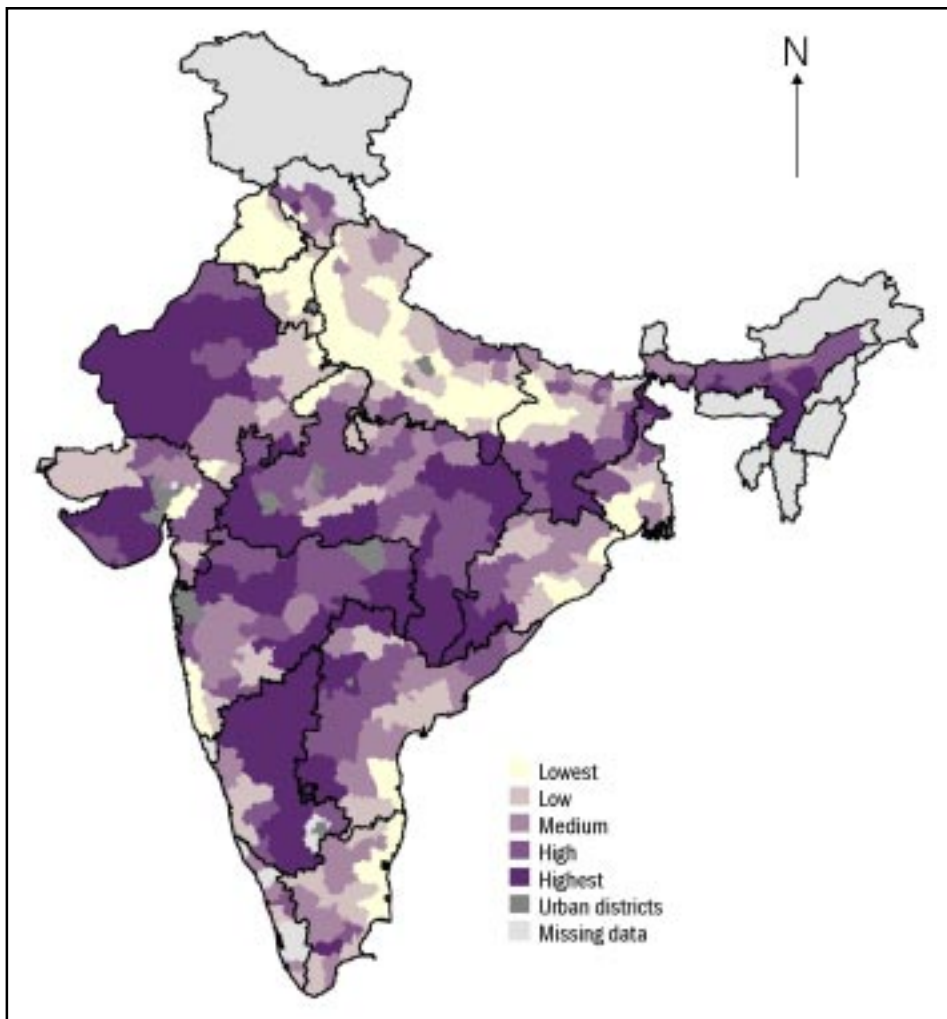 N
Lowest
Low
Medium
High
Highest
Urban districts
Missing data